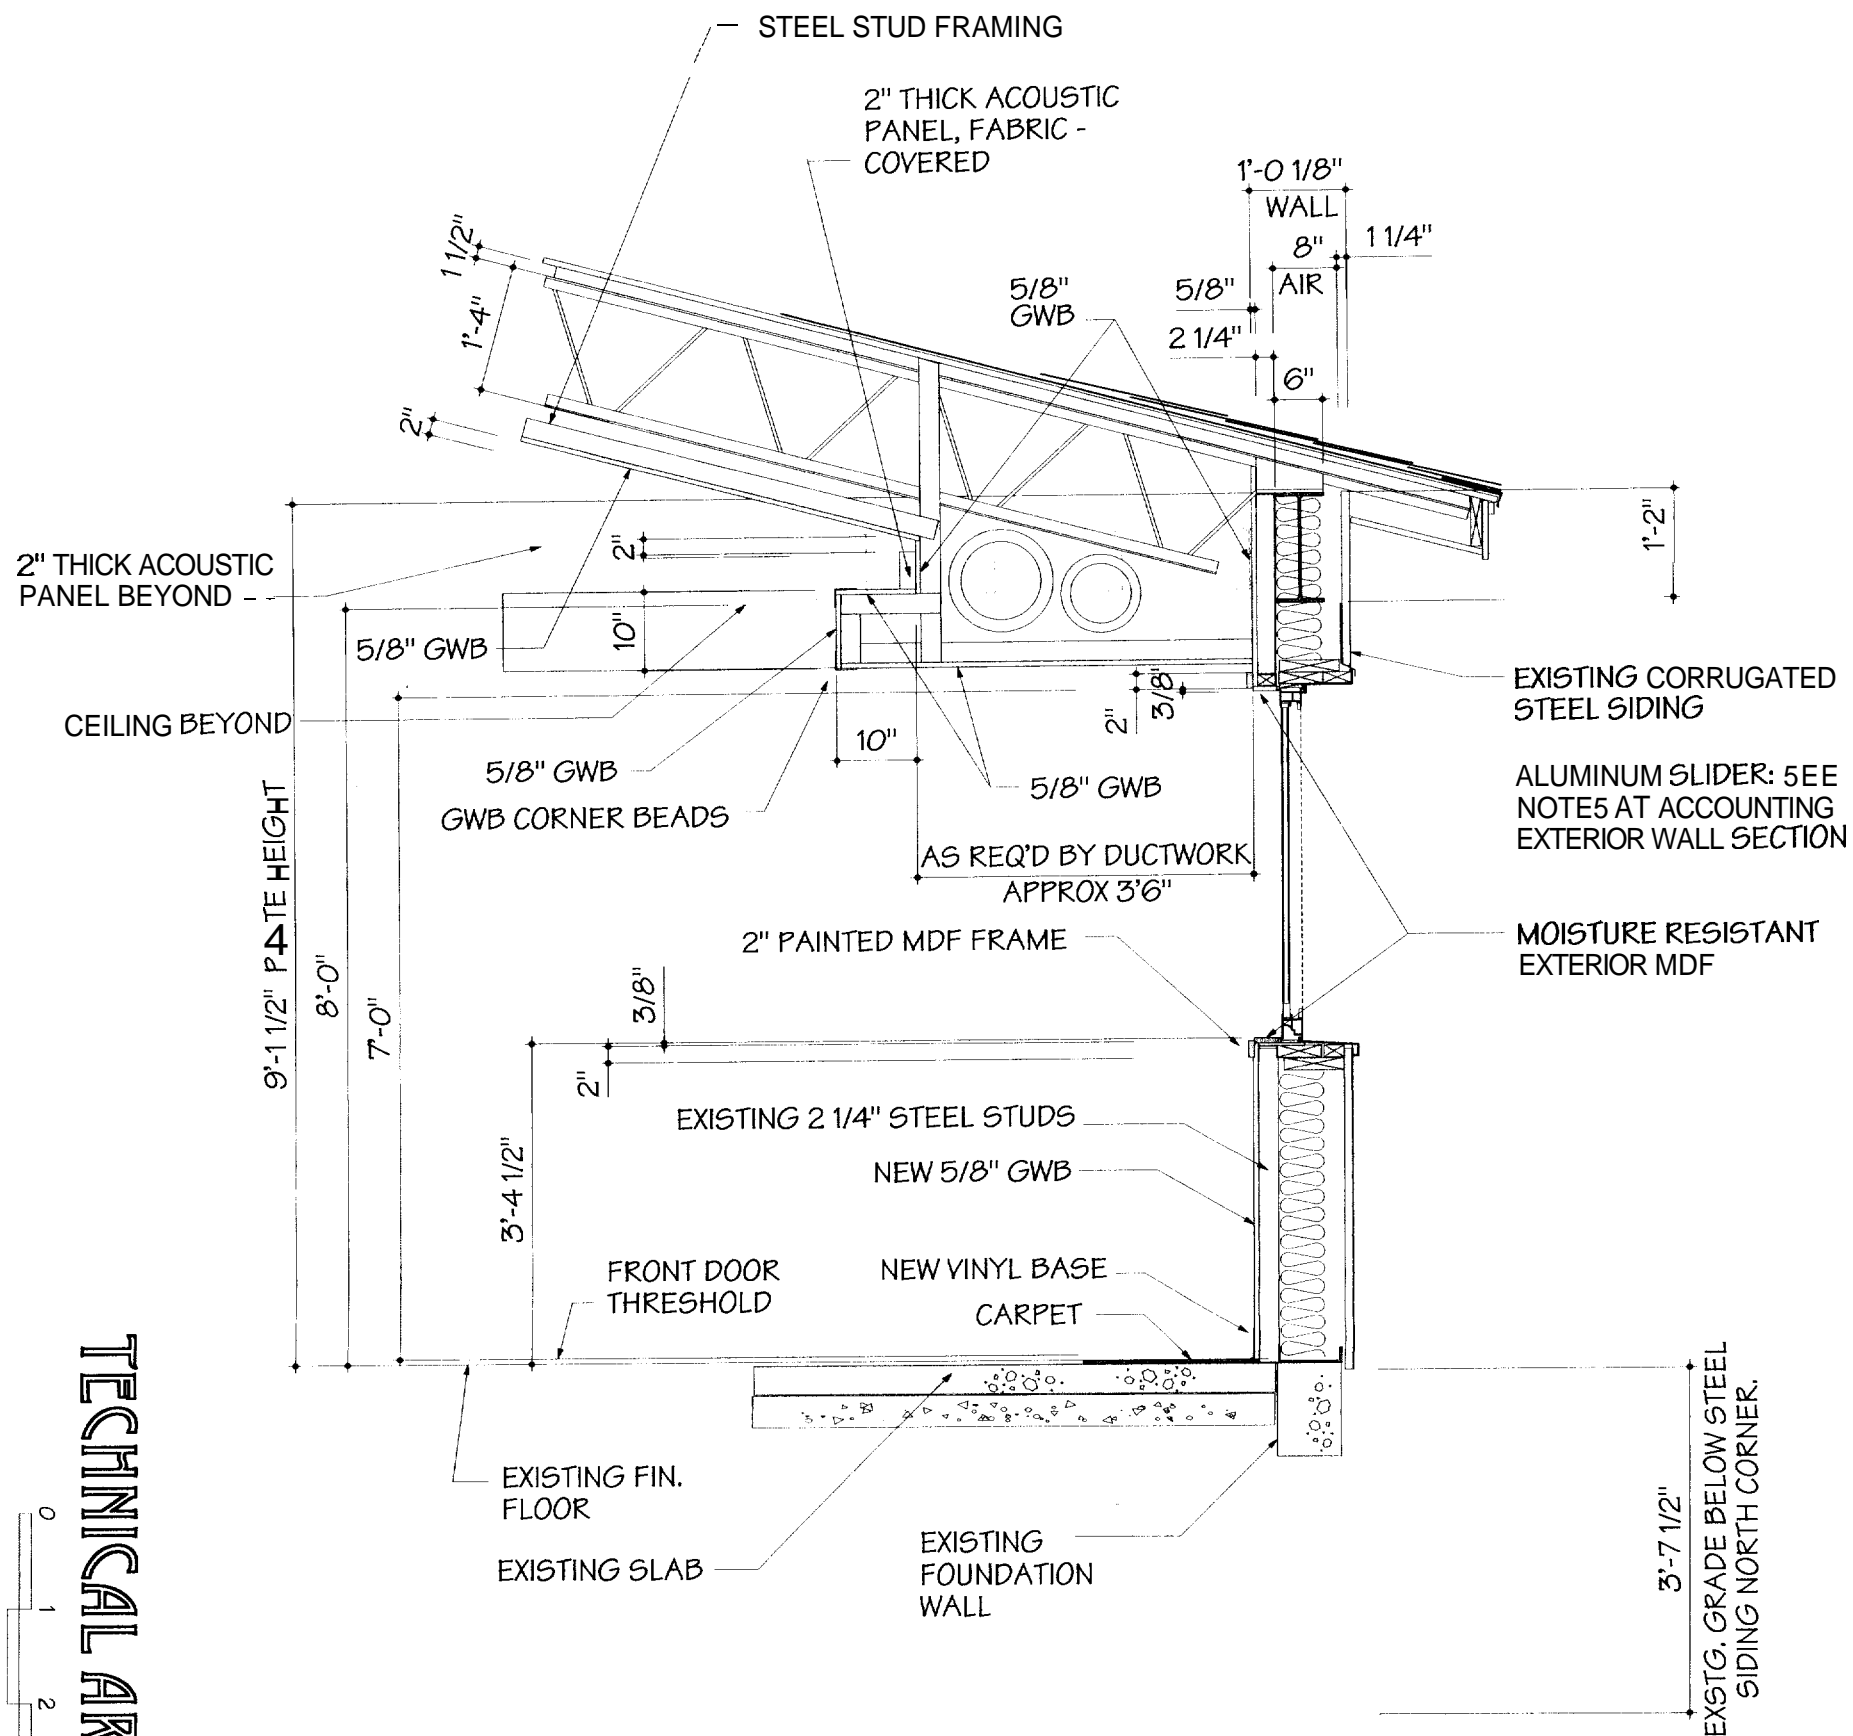 STEEL STUD FRAMING
2" THICK ACOUSTIC
PANEL, FABRIC -
COVERED
1'-0 1/8"
WALL
8"
AIR
1 1/4"
5/8"
2 1/4"
6"
5/8"
GWB
1 1/2"
1'-4"
2"
2" THICK ACOUSTIC
PANEL BEYOND
2"
10"
1'-2"
5/8" GWB
CEILING BEYOND
10"
2"
3/8"
5/8" GWB
5/8" GWB
GWB CORNER BEADS
EXISTING CORRUGATED
STEEL SIDING
ALUMINUM SLIDER: 5EE
NOTE5 AT ACCOUNTING
EXTERIOR WALL SECTION
AS REQ'D BY DUCTWORK
APPROX 3'6"
2" PAINTED MDF FRAME
MOISTURE RESISTANT
EXTERIOR MDF
9'-1 1/2" P4ATE HEIGHT
8'-0"
7'-0"
3/8"
2"
3'-4 1/2"
EXISTING 2 1/4" STEEL STUDS
NEW 5/8" GWB
NEW VINYL BASE
CARPET
FRONT DOOR
THRESHOLD
EXISTING FIN.
FLOOR
EXISTING SLAB
EXISTING
FOUNDATION
WALL
3'-7 1/2"
EXSTG. GRADE BELOW STEEL
SIDING NORTH CORNER.
TECHNICAL AR
0
1
2